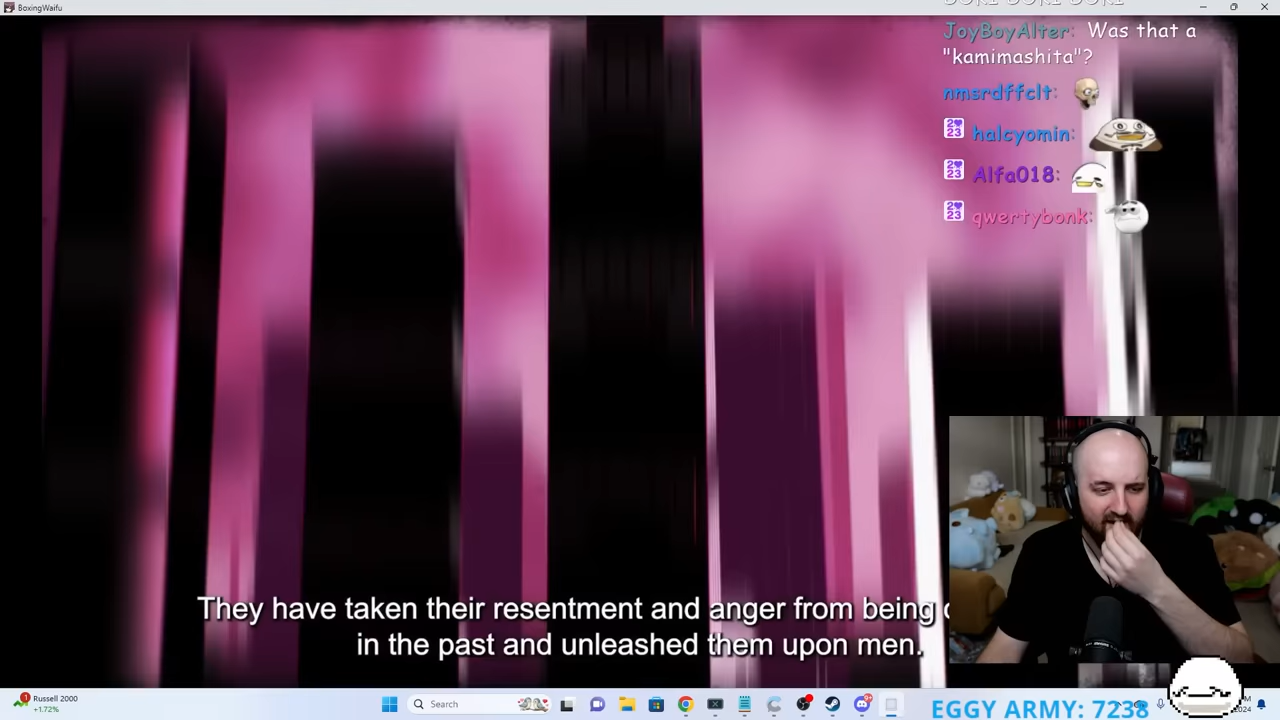 BoxingWaifu
JoyBoyAlter: Was that a
"kamimashita"?
nmsrdffclt:
halcyomin:
Alfa018:
qwertybonk:
They have taken their resentment and anger from being
in the past and unleashed them upon men.
Russell 2000
+1.72%
Search
EGGY ARMY: 7238